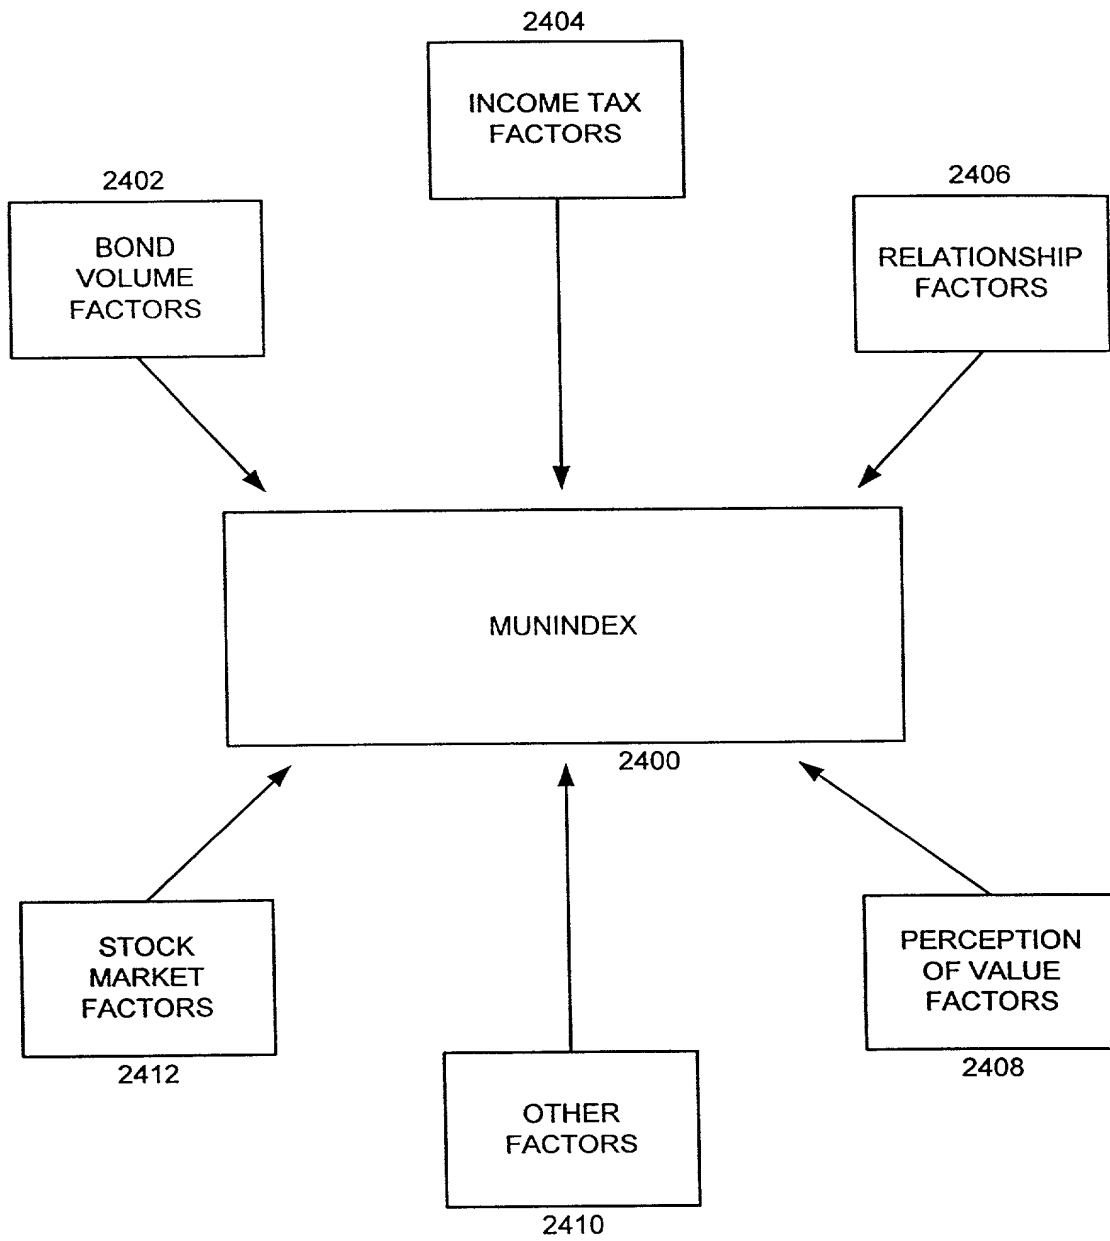 2404
INCOME TAX
FACTORS
2402
BOND
VOLUME
FACTORS
2406
RELATIONSHIP
FACTORS
MUNINDEX
2400
STOCK
MARKET
FACTORS
2412
PERCEPTION
OF VALUE
FACTORS
2408
OTHER
FACTORS
2410